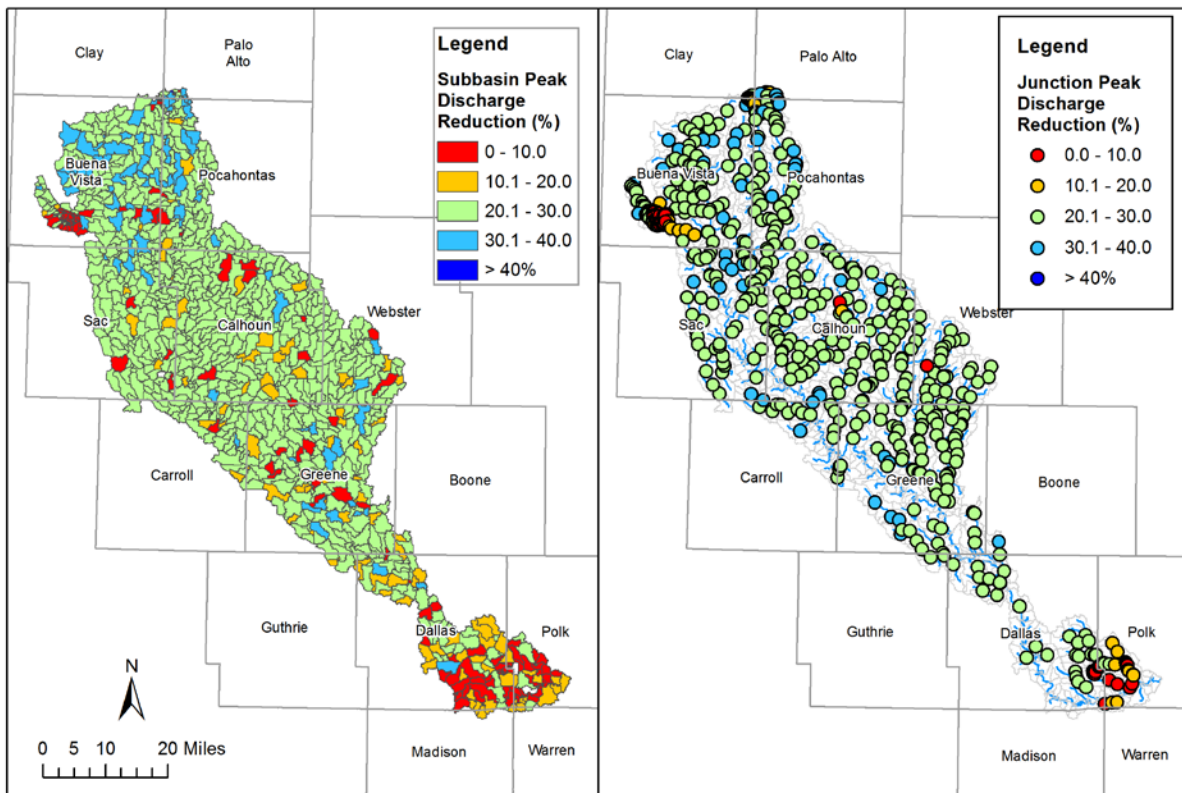 Clay
Palo
Alto
Legend
Subbasin Peak
Discharge
Reduction (%)
0 - 10.0
10.1 - 20.0
20.1 - 30.0
30.1 - 40.0
> 40%
Buena
Vista
Pocahontas
Sac
Calhoun
Webster
Carroll
Greene
Boone
Guthrie
Dallas
Polk
Madison
Warren
N
0 5 10 20 Miles
Clay
Palo Alto
Legend
Junction Peak
Discharge
Reduction (%)
0.0 - 10.0
10.1 - 20.0
20.1 - 30.0
30.1 - 40.0
> 40%
Buena Vista
Pocahontas
Sac
Calhoun
Webster
Carroll
Greene
Boone
Guthrie
Dallas
Polk
Madison
Warren